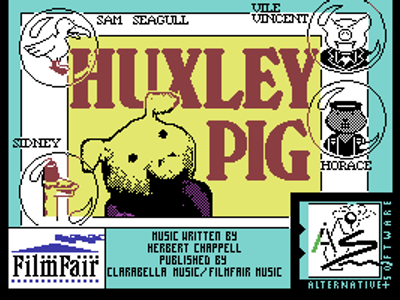 SAM SEAGULL
VILE
VINCENT
HUXLEY
PIG
SIDNEY
HORACE
FilmFair
MUSIC WRITTEN BY
HERBERT CHAPPELL
PUBLISHED BY
CLARABELLA MUSIC/FILMFAIR MUSIC
AS
ALTERNATIVE+
SOFTWARE